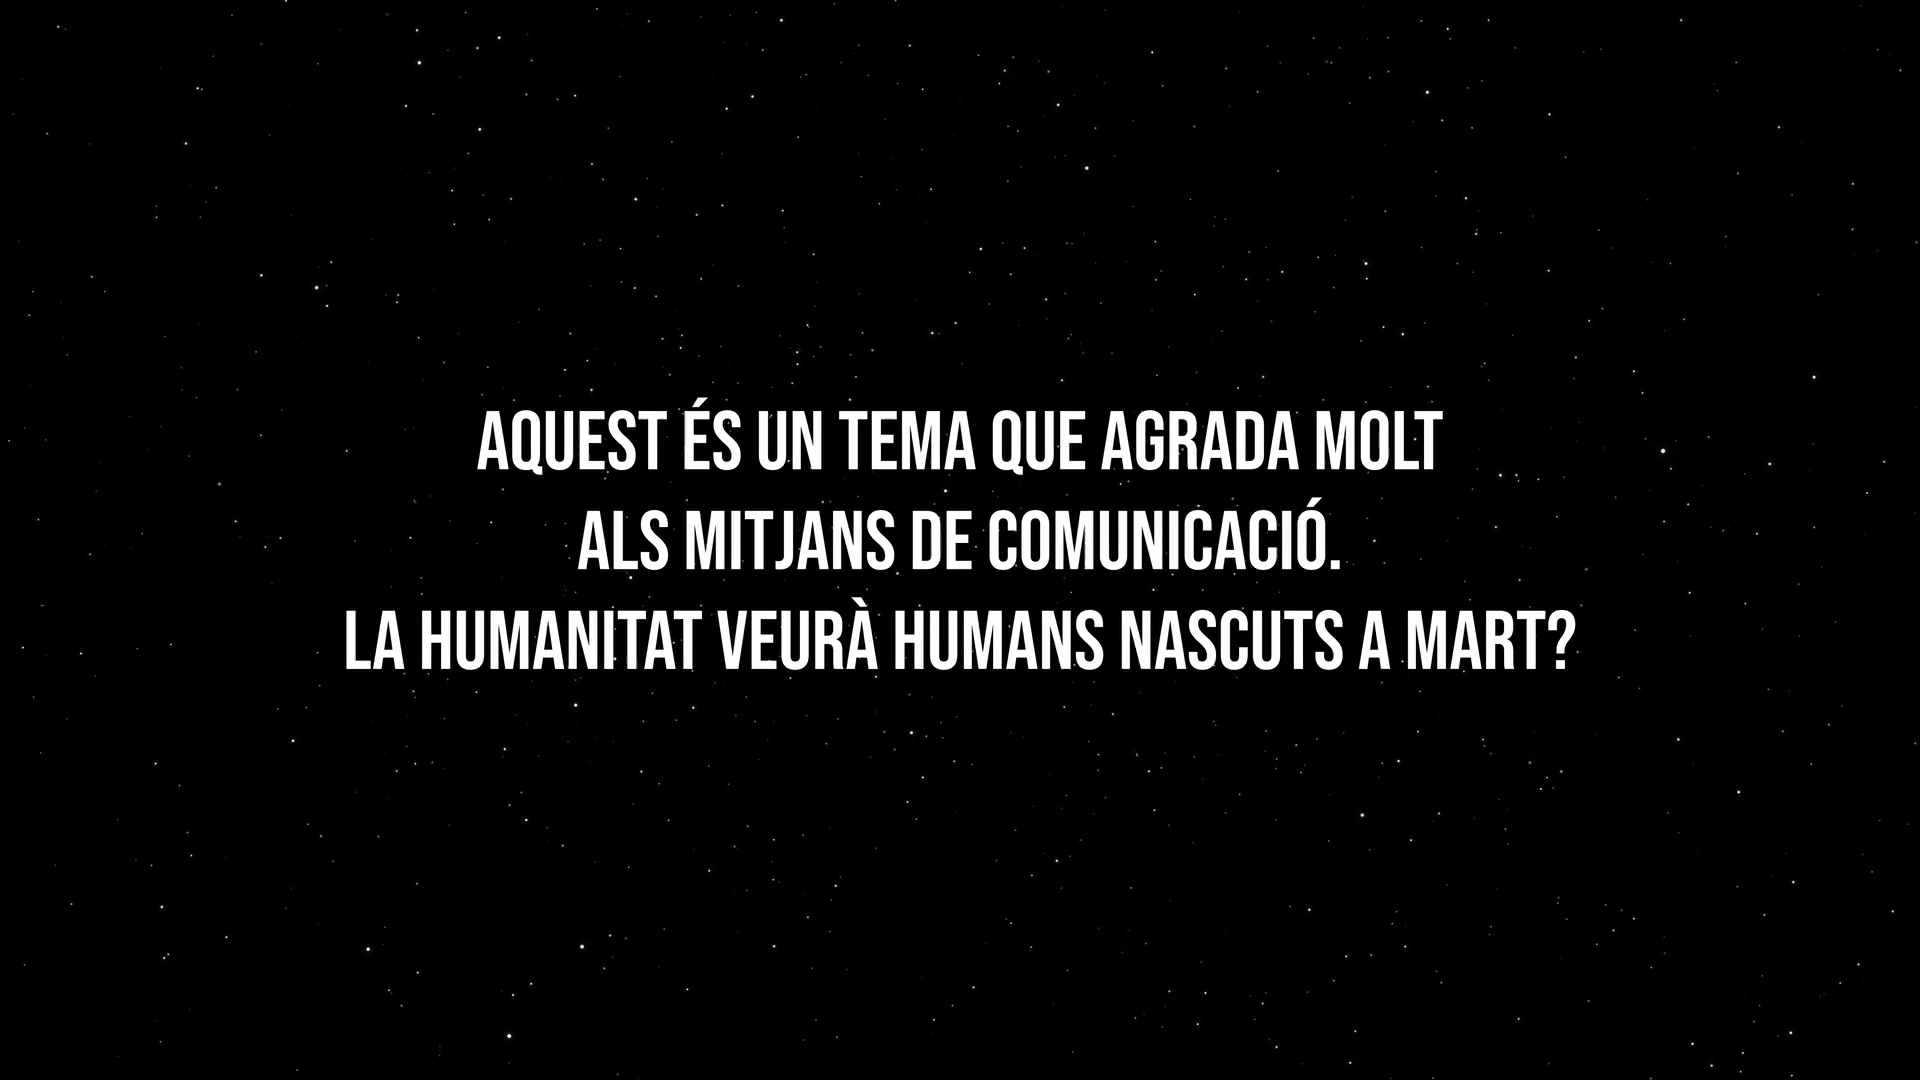 AQUEST ÉS UN TEMA QUE AGRADA MOLT
ALS MITJANS DE COMUNICACIÓ.
LA HUMANITAT VEURÀ HUMANS NASCUTS A MART?